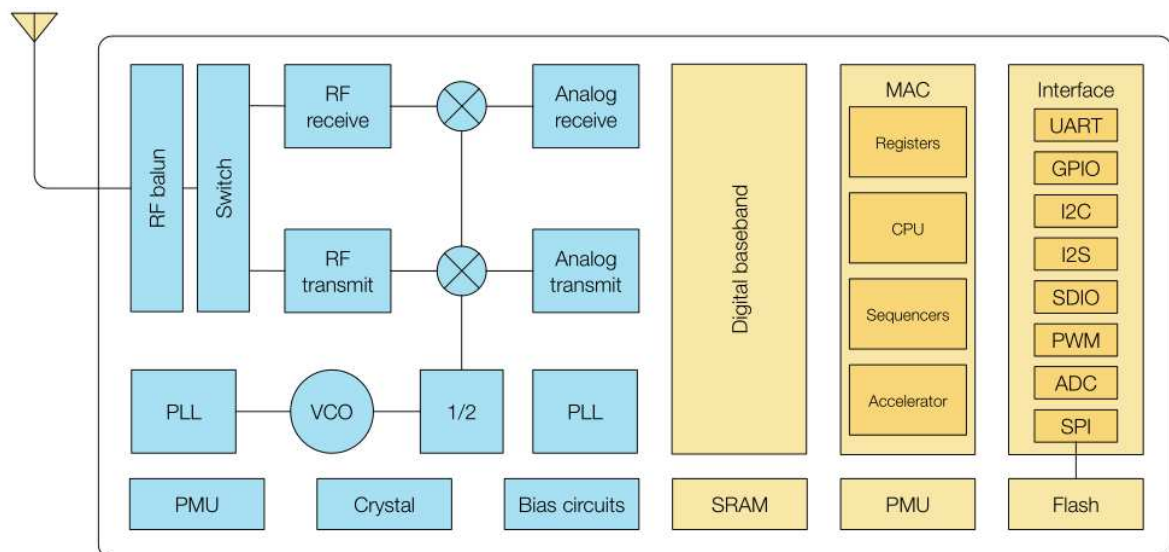 RF balun
Switch
RF
receive
Analog
receive
RF
transmit
Analog
transmit
PLL
VCO
1/2
PLL
PMU
Crystal
Bias circuits
Digital baseband
SRAM
MAC
Registers
CPU
Sequencers
Accelerator
PMU
Interface
UART
GPIO
I2C
I2S
SDIO
PWM
ADC
SPI
Flash